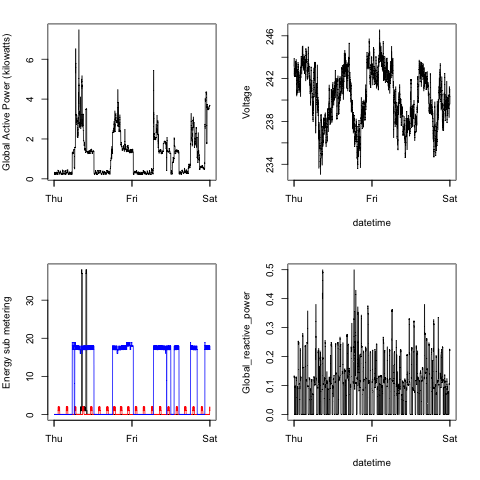 Global Active Power (kilowatts)
0 2 4 6
Thu Fri Sat
Voltage
234 238 242 246
Thu Fri Sat
datetime
Energy sub metering
0 10 20 30
Thu Fri Sat
Global_reactive_power
0.0 0.1 0.2 0.3 0.4 0.5
Thu Fri Sat
datetime